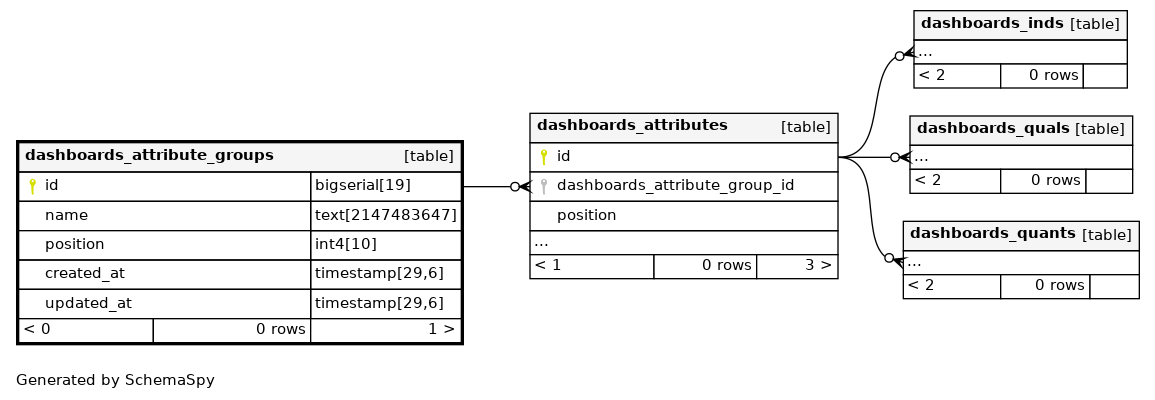 dashboards_attribute_groups [table]
id bigserial[19]
name text[2147483647]
position int4[10]
created_at timestamp[29,6]
updated_at timestamp[29,6]
< 0 0 rows 1 >
dashboards_attributes [table]
id
dashboards_attribute_group_id
position
...
< 1 0 rows 3 >
dashboards_inds [table]
...
< 2 0 rows
dashboards_quals [table]
...
< 2 0 rows
dashboards_quants [table]
...
< 2 0 rows
Generated by SchemaSpy